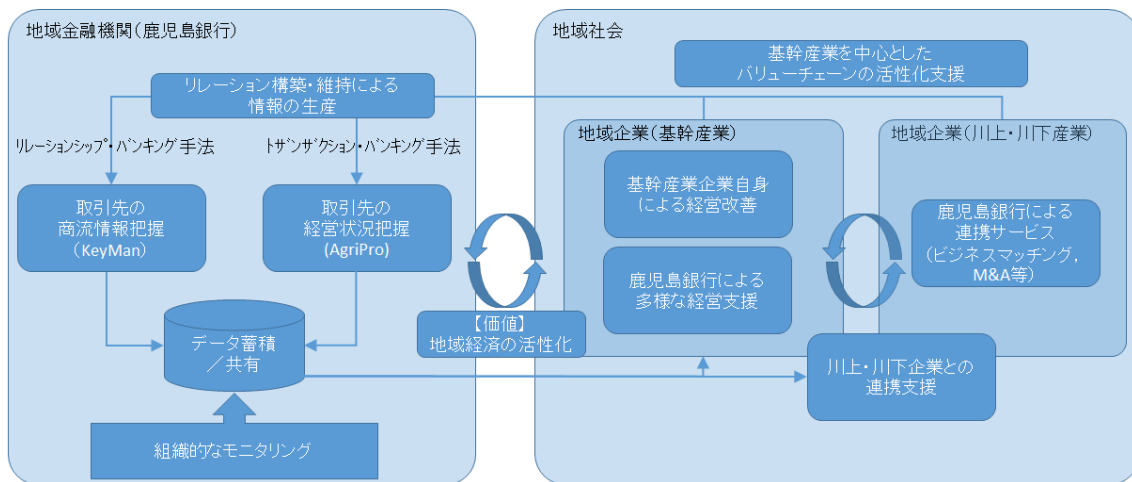 地域金融機関(鹿児島銀行)
リレーション構築・維持による
情報の生産
リレーションシップ・バンキング手法
トザンザクション・バンキング手法
取引先の
商流情報把握
(KeyMan)
取引先の
経営状況把握
(AgriPro)
データ蓄積
/共有
組織的なモニタリング
【価値】
地域経済の活性化
地域社会
基幹産業を中心とした
バリューチェーンの活性化支援
地域企業(基幹産業)
基幹産業企業自身
による経営改善
鹿児島銀行による
多様な経営支援
地域企業(川上・川下産業)
鹿児島銀行による
連携サービス
(ビジネスマッチング,
M&A等)
川上・川下企業との
連携支援